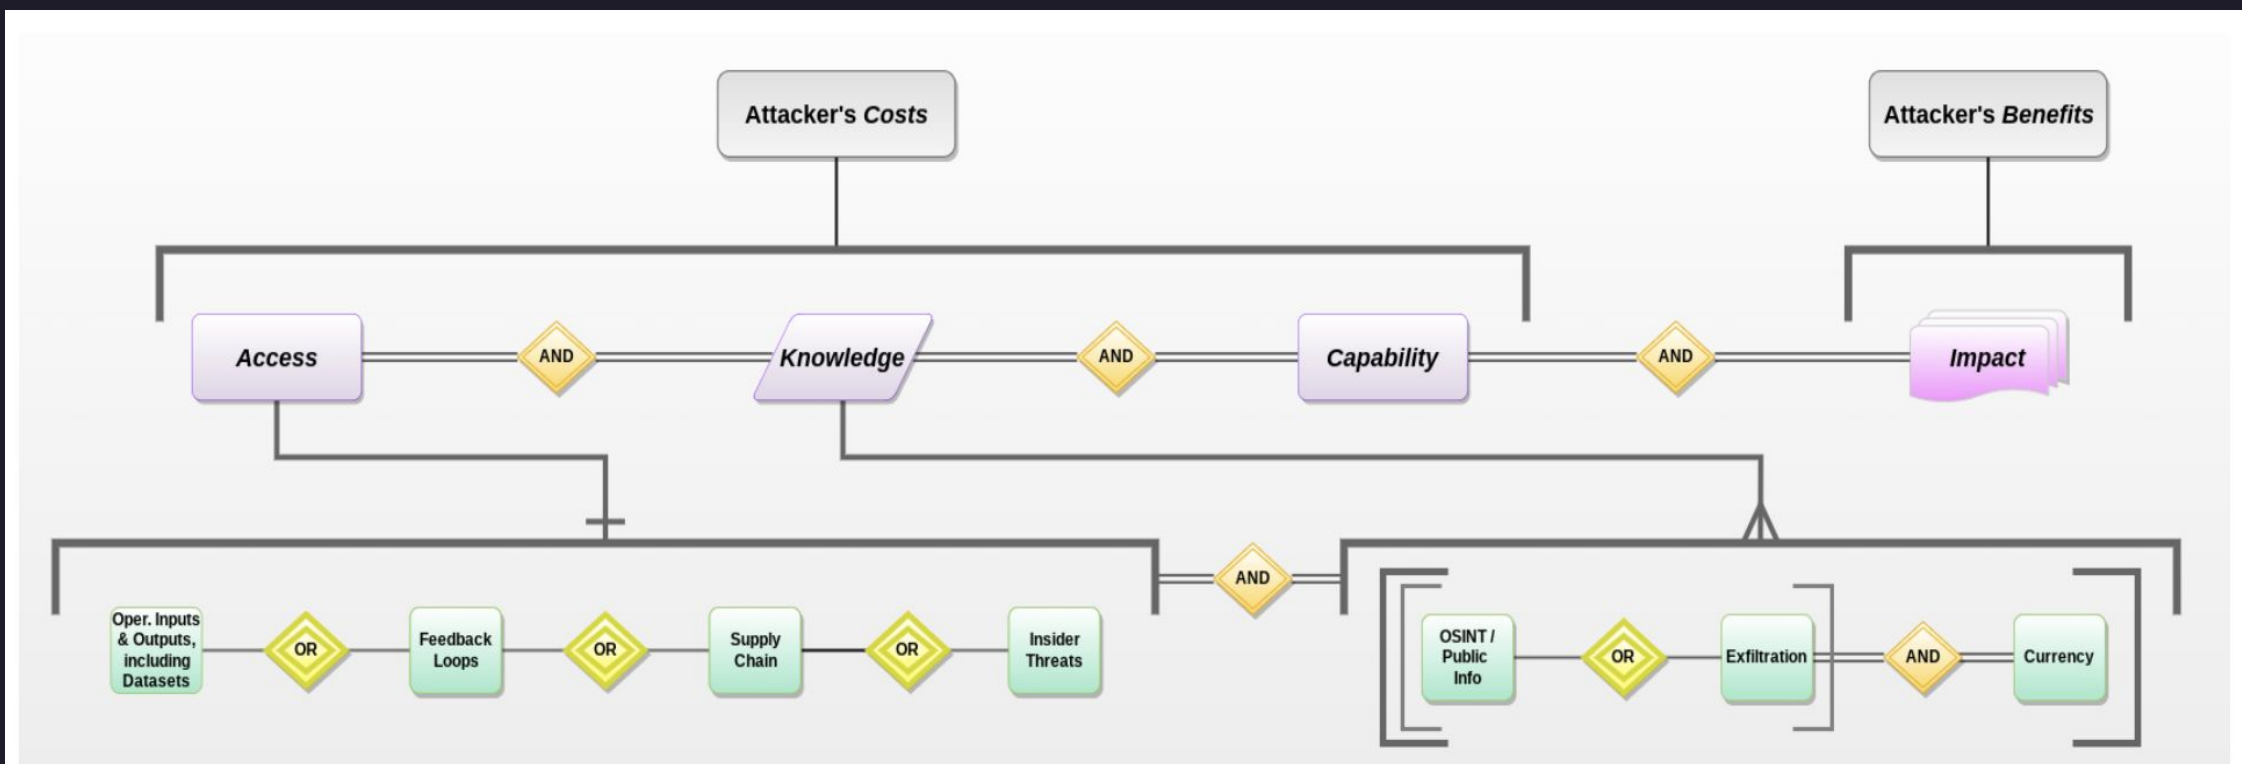 Attacker's Costs
Attacker's Benefits
Access
AND
Knowledge
AND
Capability
AND
Impact
AND
Oper. Inputs
& Outputs,
including
Datasets
OR
Feedback
Loops
OR
Supply
Chain
OR
Insider
Threats
OSINT /
Public
Info
OR
Exfiltration
AND
Currency